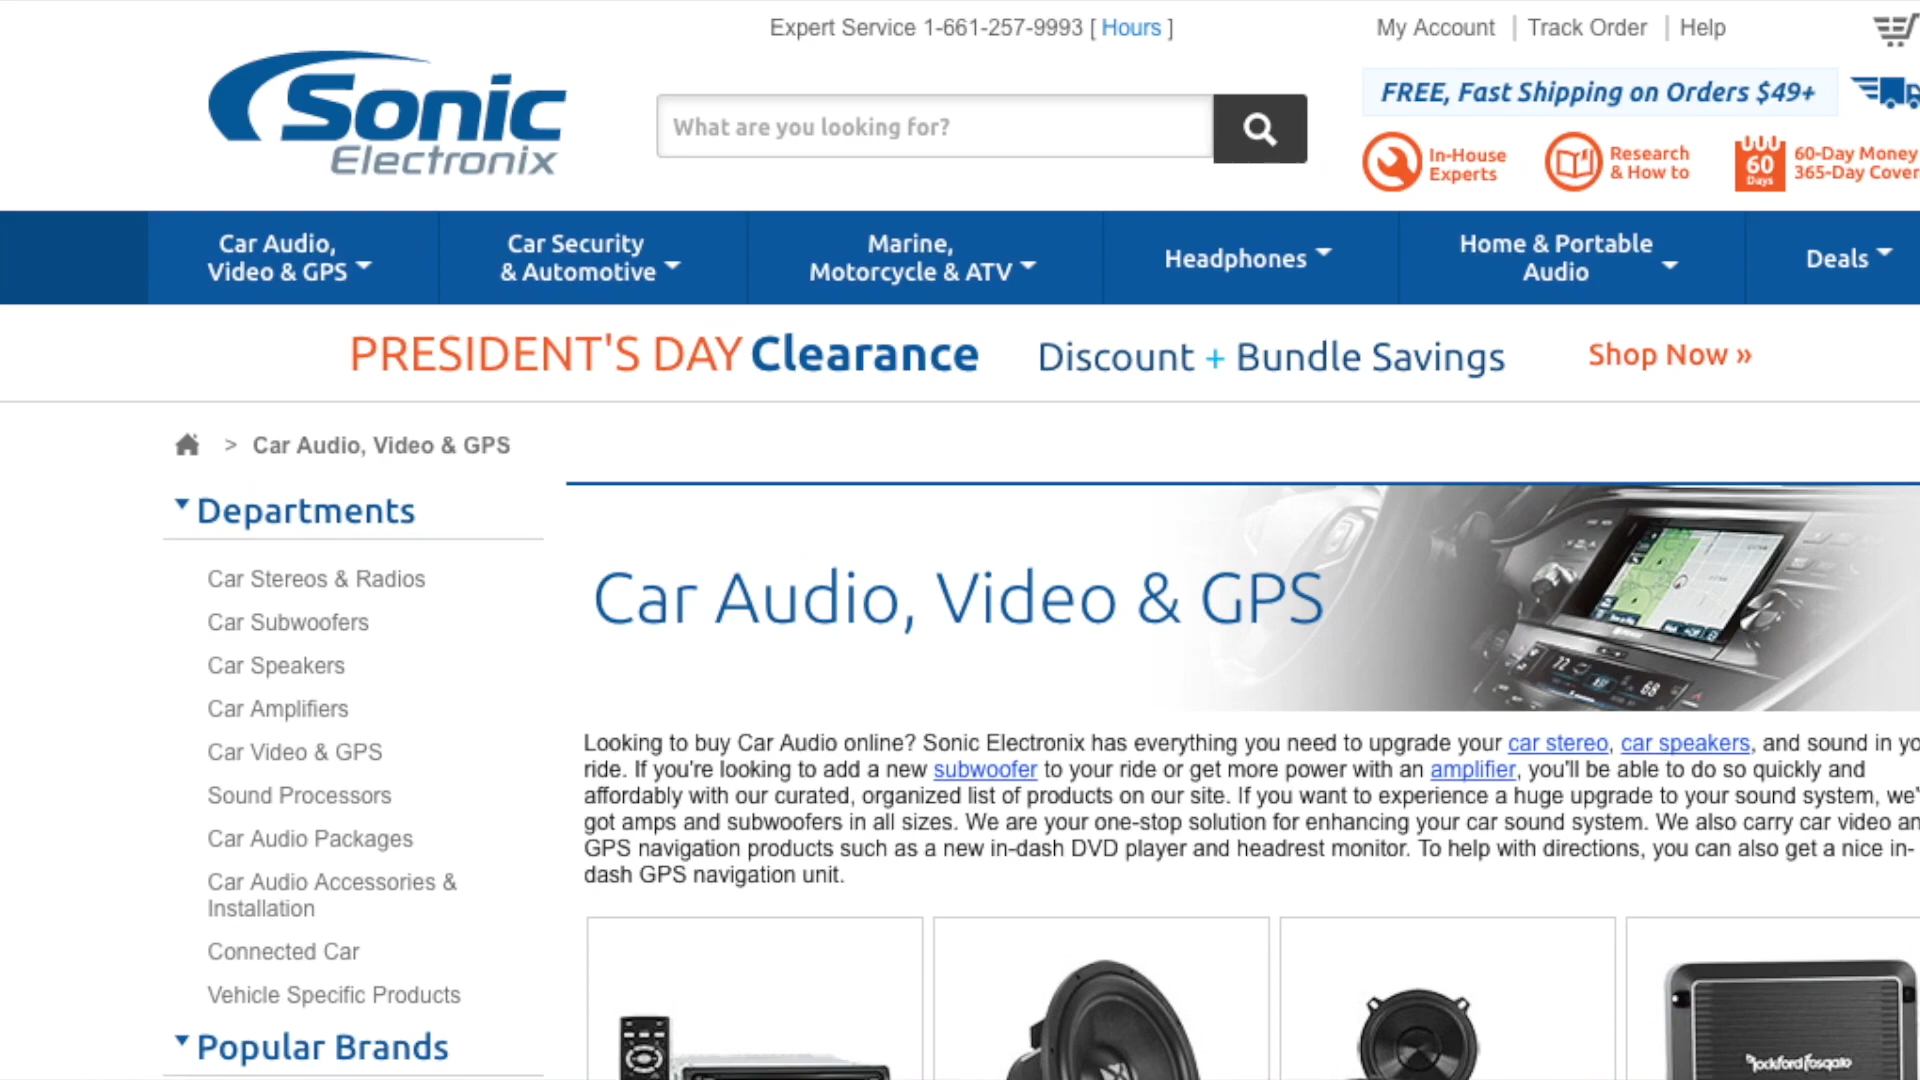 Expert Service 1-661-257-9993 [ Hours ]
My Account | Track Order | Help
Sonic
Electronix
What are you looking for?
FREE, Fast Shipping on Orders $49+
In-House
Experts
Research
& How to
60
Days
60-Day Money
365-Day Cover
Car Audio,
Video & GPS
Car Security
& Automotive
Marine,
Motorcycle & ATV
Headphones
Home & Portable
Audio
Deals
PRESIDENT'S DAY Clearance Discount + Bundle Savings Shop Now »
> Car Audio, Video & GPS
Departments
Car Stereos & Radios
Car Subwoofers
Car Speakers
Car Amplifiers
Car Video & GPS
Sound Processors
Car Audio Packages
Car Audio Accessories &
Installation
Connected Car
Vehicle Specific Products
Popular Brands
Car Audio, Video & GPS
72
68
Looking to buy Car Audio online? Sonic Electronix has everything you need to upgrade your car stereo, car speakers, and sound in yo
ride. If you're looking to add a new subwoofer to your ride or get more power with an amplifier, you'll be able to do so quickly and
affordably with our curated, organized list of products on our site. If you want to experience a huge upgrade to your sound system, we'
got amps and subwoofers in all sizes. We are your one-stop solution for enhancing your car sound system. We also carry car video an
GPS navigation products such as a new in-dash DVD player and headrest monitor. To help with directions, you can also get a nice in-
dash GPS navigation unit.
Rockford Fosgate